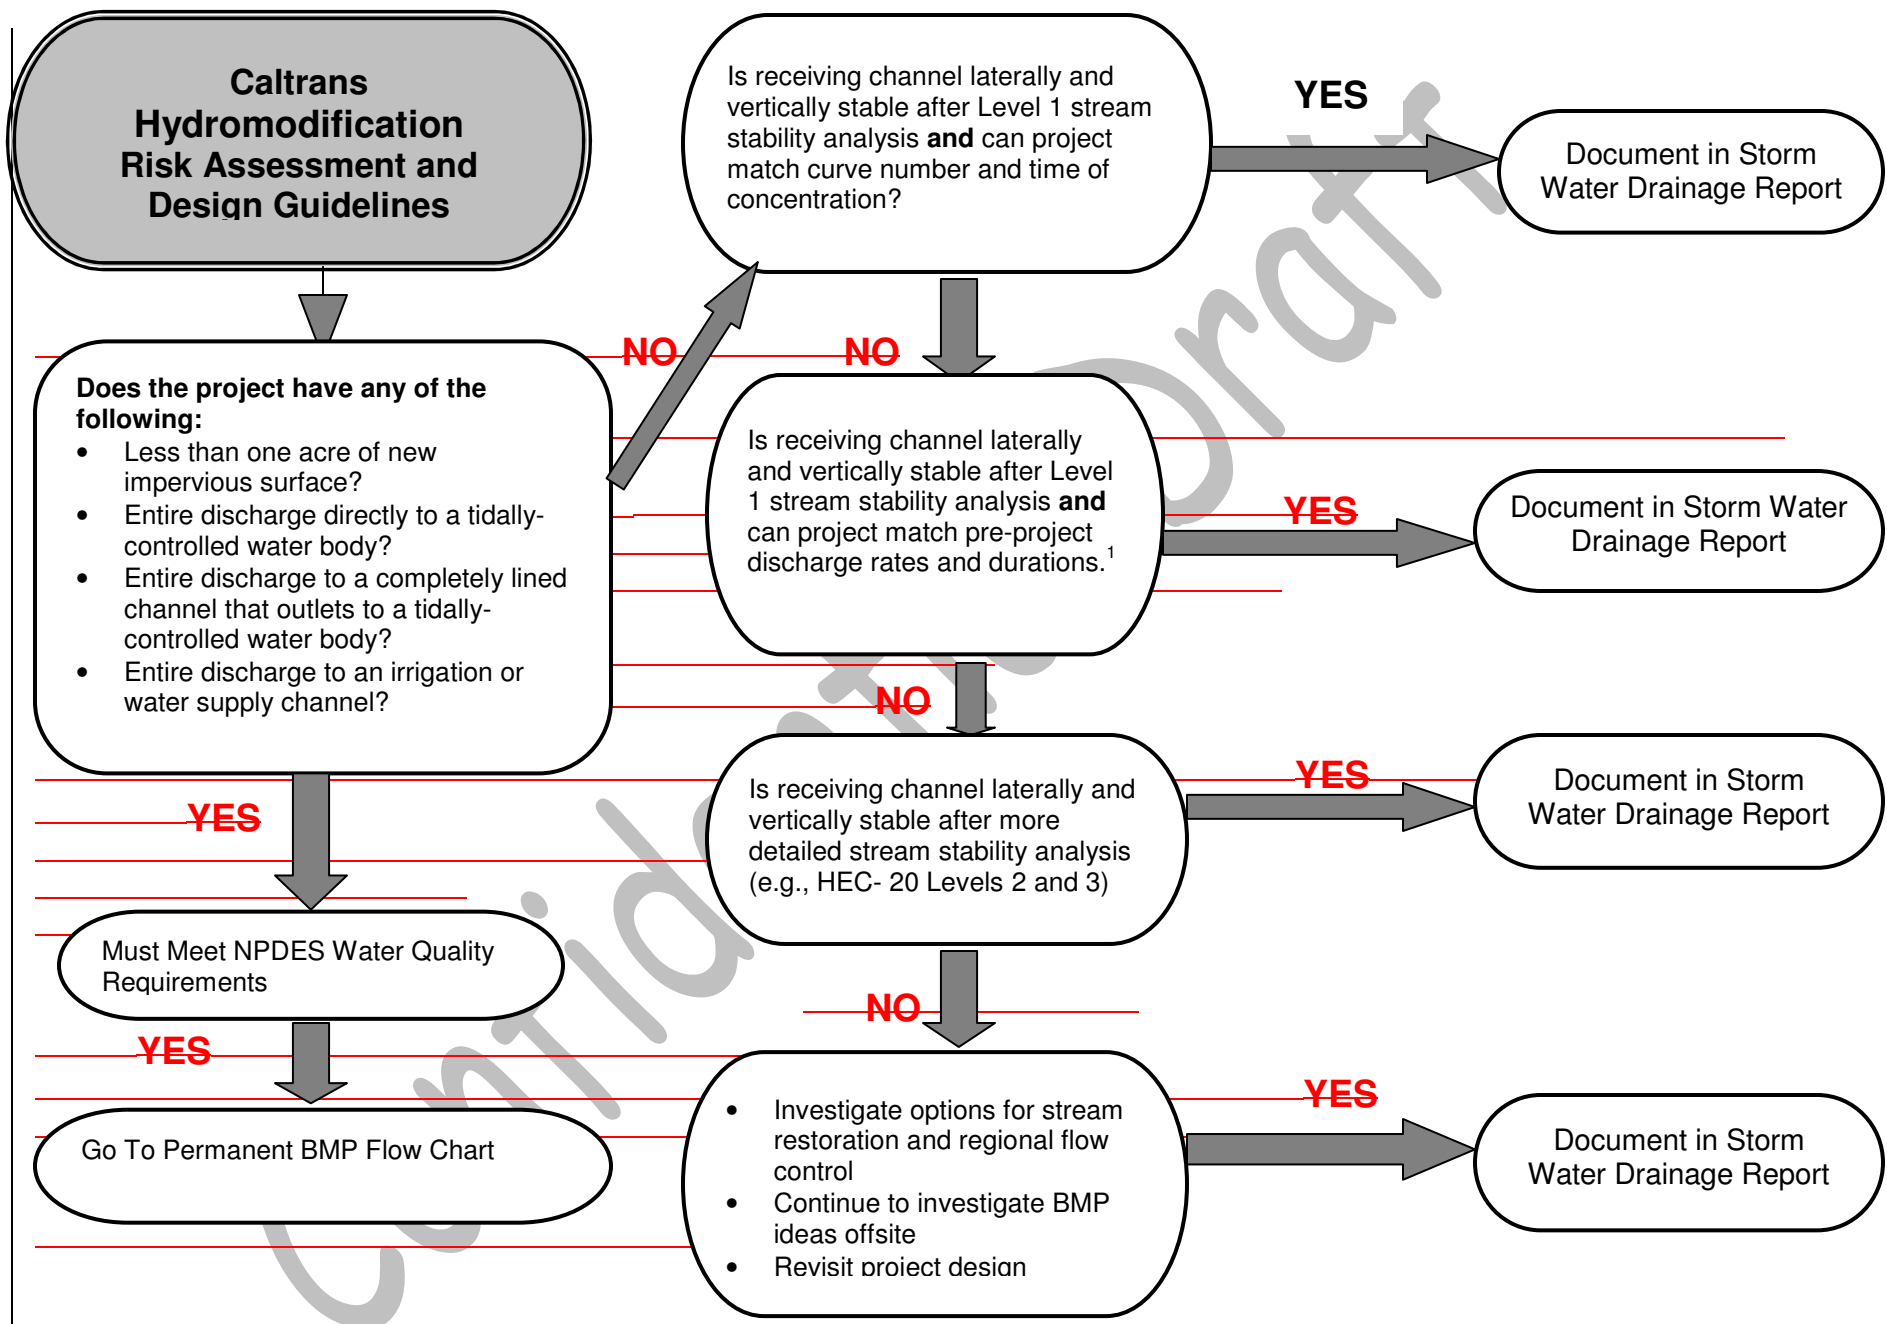 Caltrans
Hydromodification
Risk Assessment and
Design Guidelines
Does the project have any of the
following:
• Less than one acre of new
impervious surface?
• Entire discharge directly to a tidally-
controlled water body?
• Entire discharge to a completely lined
channel that outlets to a tidally-
controlled water body?
• Entire discharge to an irrigation or
water supply channel?
YES
Must Meet NPDES Water Quality
Requirements
YES
Go To Permanent BMP Flow Chart
NO
Is receiving channel laterally and
vertically stable after Level 1 stream
stability analysis and can project
match curve number and time of
concentration?
YES
Document in Storm
Water Drainage Report
NO
Is receiving channel laterally
and vertically stable after Level
1 stream stability analysis and
can project match pre-project
discharge rates and durations.1
YES
Document in Storm Water
Drainage Report
NO
Is receiving channel laterally and
vertically stable after more
detailed stream stability analysis
(e.g., HEC- 20 Levels 2 and 3)
YES
Document in Storm
Water Drainage Report
NO
• Investigate options for stream
restoration and regional flow
control
• Continue to investigate BMP
ideas offsite
• Revisit project design
YES
Document in Storm
Water Drainage Report
Confidential Draft